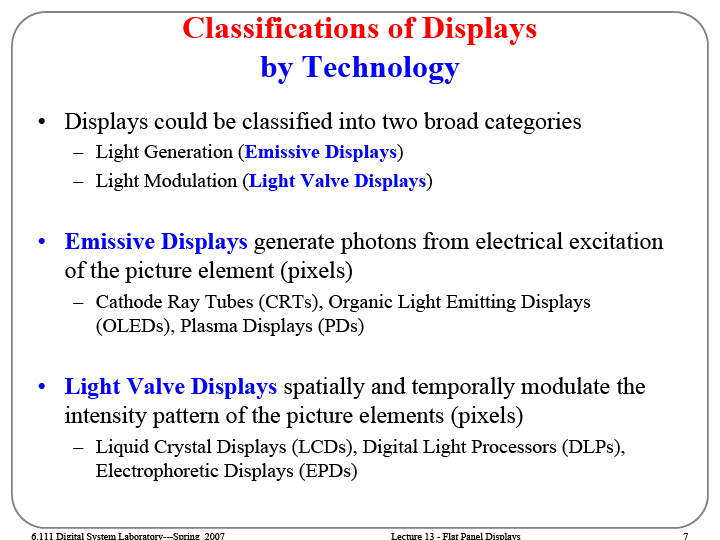 Classifications of Displays
by Technology
• Displays could be classified into two broad categories
– Light Generation (Emissive Displays)
– Light Modulation (Light Valve Displays)
• Emissive Displays generate photons from electrical excitation
of the picture element (pixels)
– Cathode Ray Tubes (CRTs), Organic Light Emitting Displays
(OLEDs), Plasma Displays (PDs)
• Light Valve Displays spatially and temporally modulate the
intensity pattern of the picture elements (pixels)
– Liquid Crystal Displays (LCDs), Digital Light Processors (DLPs),
Electrophoretic Displays (EPDs)
6.111 Digital System Laboratory---Spring 2007 Lecture 13 - Flat Panel Displays 7